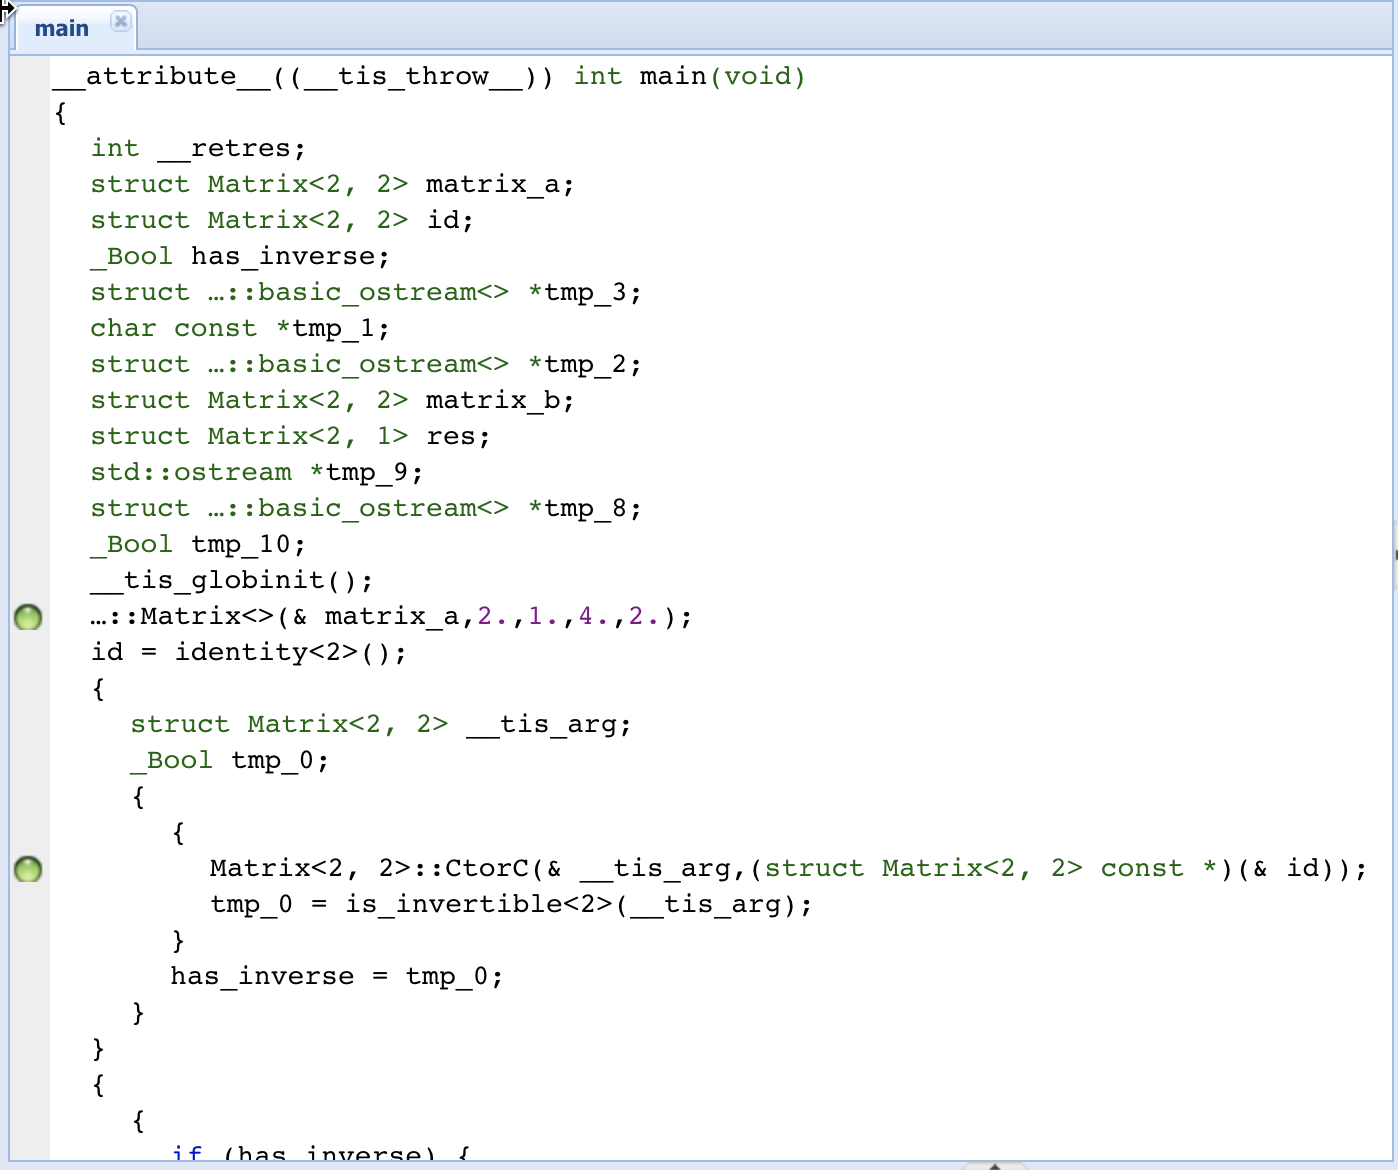 main
__attribute__((__tis_throw__)) int main(void)
{
int __retres;
struct Matrix<2, 2> matrix_a;
struct Matrix<2, 2> id;
_Bool has_inverse;
struct …::basic_ostream<> *tmp_3;
char const *tmp_1;
struct …::basic_ostream<> *tmp_2;
struct Matrix<2, 2> matrix_b;
struct Matrix<2, 1> res;
std::ostream *tmp_9;
struct …::basic_ostream<> *tmp_8;
_Bool tmp_10;
__tis_globinit();
…::Matrix<>(& matrix_a,2.,1.,4.,2.);
id = identity<2>();
{
struct Matrix<2, 2> __tis_arg;
_Bool tmp_0;
{
{
Matrix<2, 2>::CtorC(& __tis_arg,(struct Matrix<2, 2> const *)(& id));
tmp_0 = is_invertible<2>(__tis_arg);
}
has_inverse = tmp_0;
}
}
{
{
if (has_inverse) {